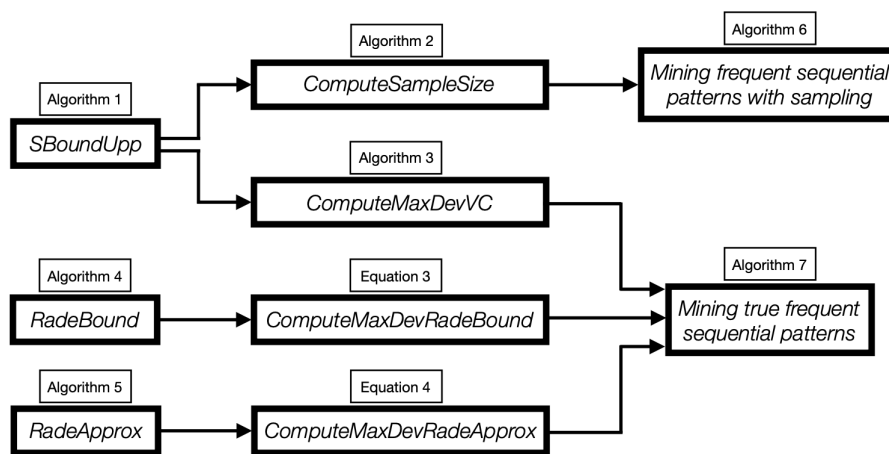 Algorithm 2
ComputeSampleSize
Algorithm 6
Mining frequent sequential
patterns with sampling
Algorithm 1
SBoundUpp
Algorithm 3
ComputeMaxDevVC
Algorithm 4
RadeBound
Equation 3
ComputeMaxDevRadeBound
Algorithm 7
Mining true frequent
sequential patterns
Algorithm 5
RadeApprox
Equation 4
ComputeMaxDevRadeApprox